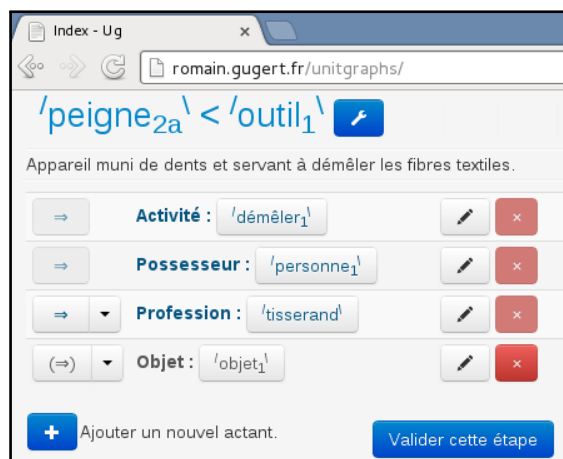 Index - Ug ×
romain.gugert.fr/unitgraphs/
/peigne2a\ < /outil1\
Appareil muni de dents et servant à démêler les fibres textiles.
⇒ Activité : /démêler1\ ×
⇒ Possesseur : /personne1\ ×
⇒ Profession : /tisserand\ ×
(⇒) Objet : /objet1\ ×
+ Ajouter un nouvel actant. Valider cette étape